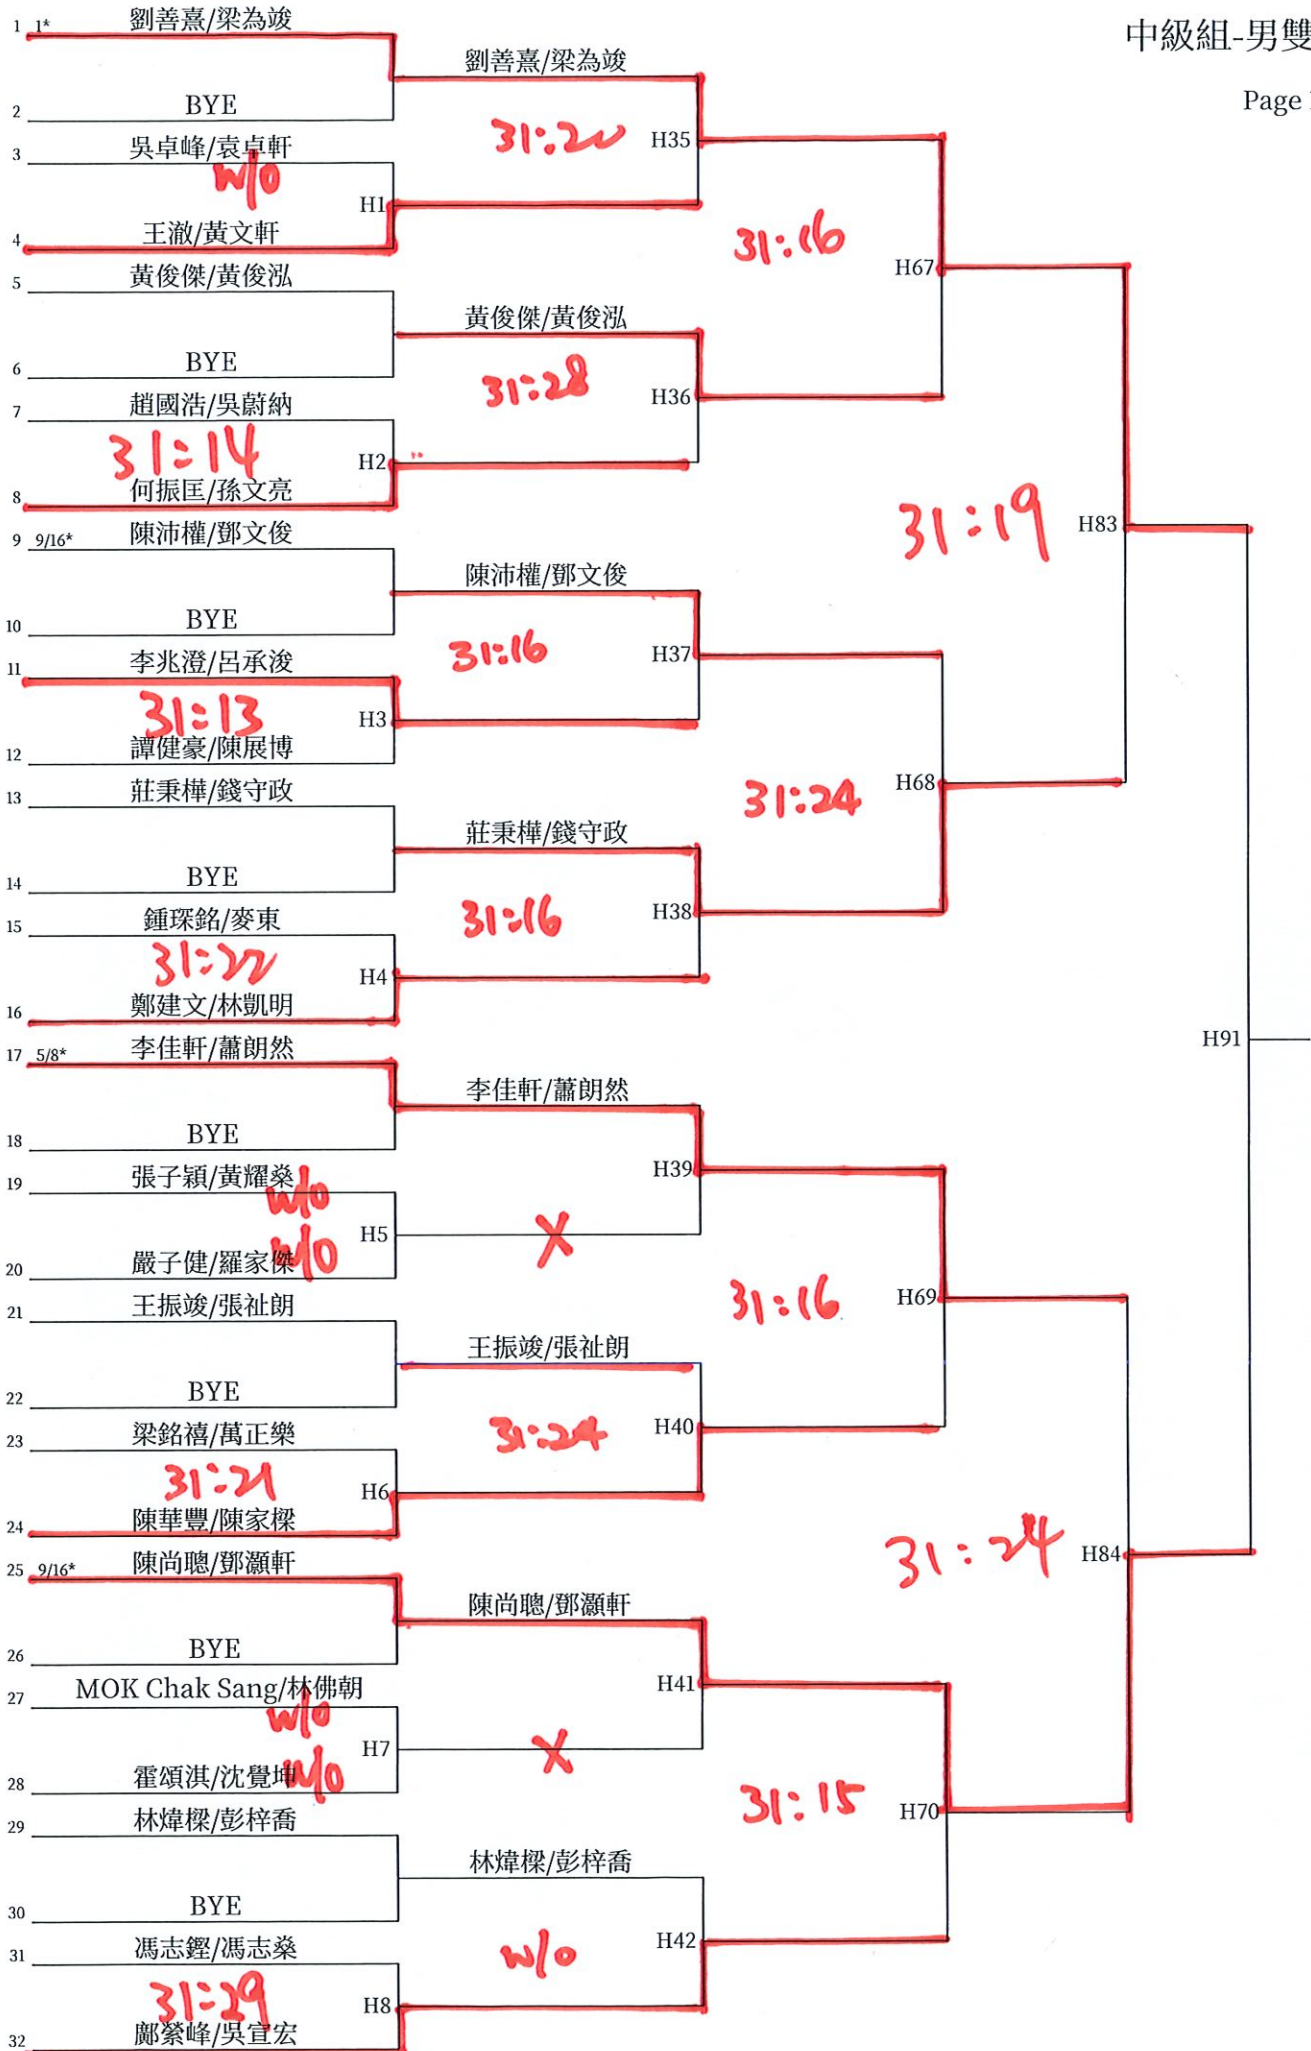 中級組-男雙
Page
1 1* 劉善熹/梁為竣
劉善熹/梁為竣
2 BYE
31:20 H35
3 吳卓峰/袁卓軒
w/o
H1
4 王澈/黃文軒
31:16
H67
5 黃俊傑/黃俊泓
黃俊傑/黃俊泓
6 BYE
31:28 H36
7 趙國浩/吳蔚納
31:14 H2
8 何振匡/孫文亮
31:19 H83
9 9/16* 陳沛權/鄧文俊
陳沛權/鄧文俊
10 BYE
31:16 H37
11 李兆澄/呂承浚
31:13 H3
12 譚健豪/陳展博
31:24 H68
13 莊秉樺/錢守政
莊秉樺/錢守政
14 BYE
31:16 H38
15 鍾琛銘/麥東
31:22 H4
16 鄭建文/林凱明
H91
17 5/8* 李佳軒/蕭朗然
李佳軒/蕭朗然
18 BYE
H39
19 張子穎/黃耀燊
w/o
H5 X
w/o
20 嚴子健/羅家傑
31:16 H69
21 王振竣/張祉朗
王振竣/張祉朗
22 BYE
31:24 H40
23 梁銘禧/萬正樂
31:21 H6
24 陳華豐/陳家樑
31:24 H84
25 9/16* 陳尚聰/鄧灝軒
陳尚聰/鄧灝軒
26 BYE
H41
27 MOK Chak Sang/林佛朝
w/o
H7 X
w/o
28 霍頌淇/沈覺坤
31:15 H70
29 林煒樑/彭梓喬
林煒樑/彭梓喬
30 BYE
w/o H42
31 馮志鏗/馮志燊
31:29 H8
32 鄺縈峰/吳宣宏